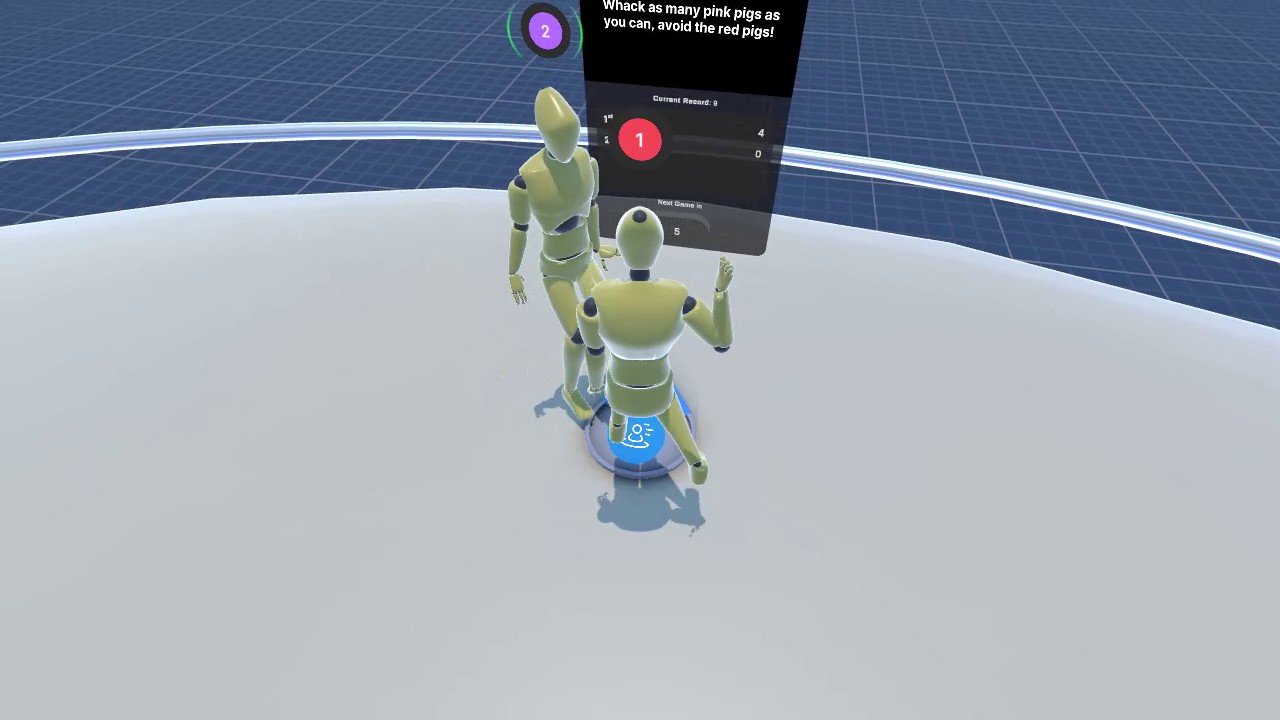 Whack as many pink pigs as
you can, avoid the red pigs!
2
Current Record: 9
1st
4
1
0
Next Game in
5